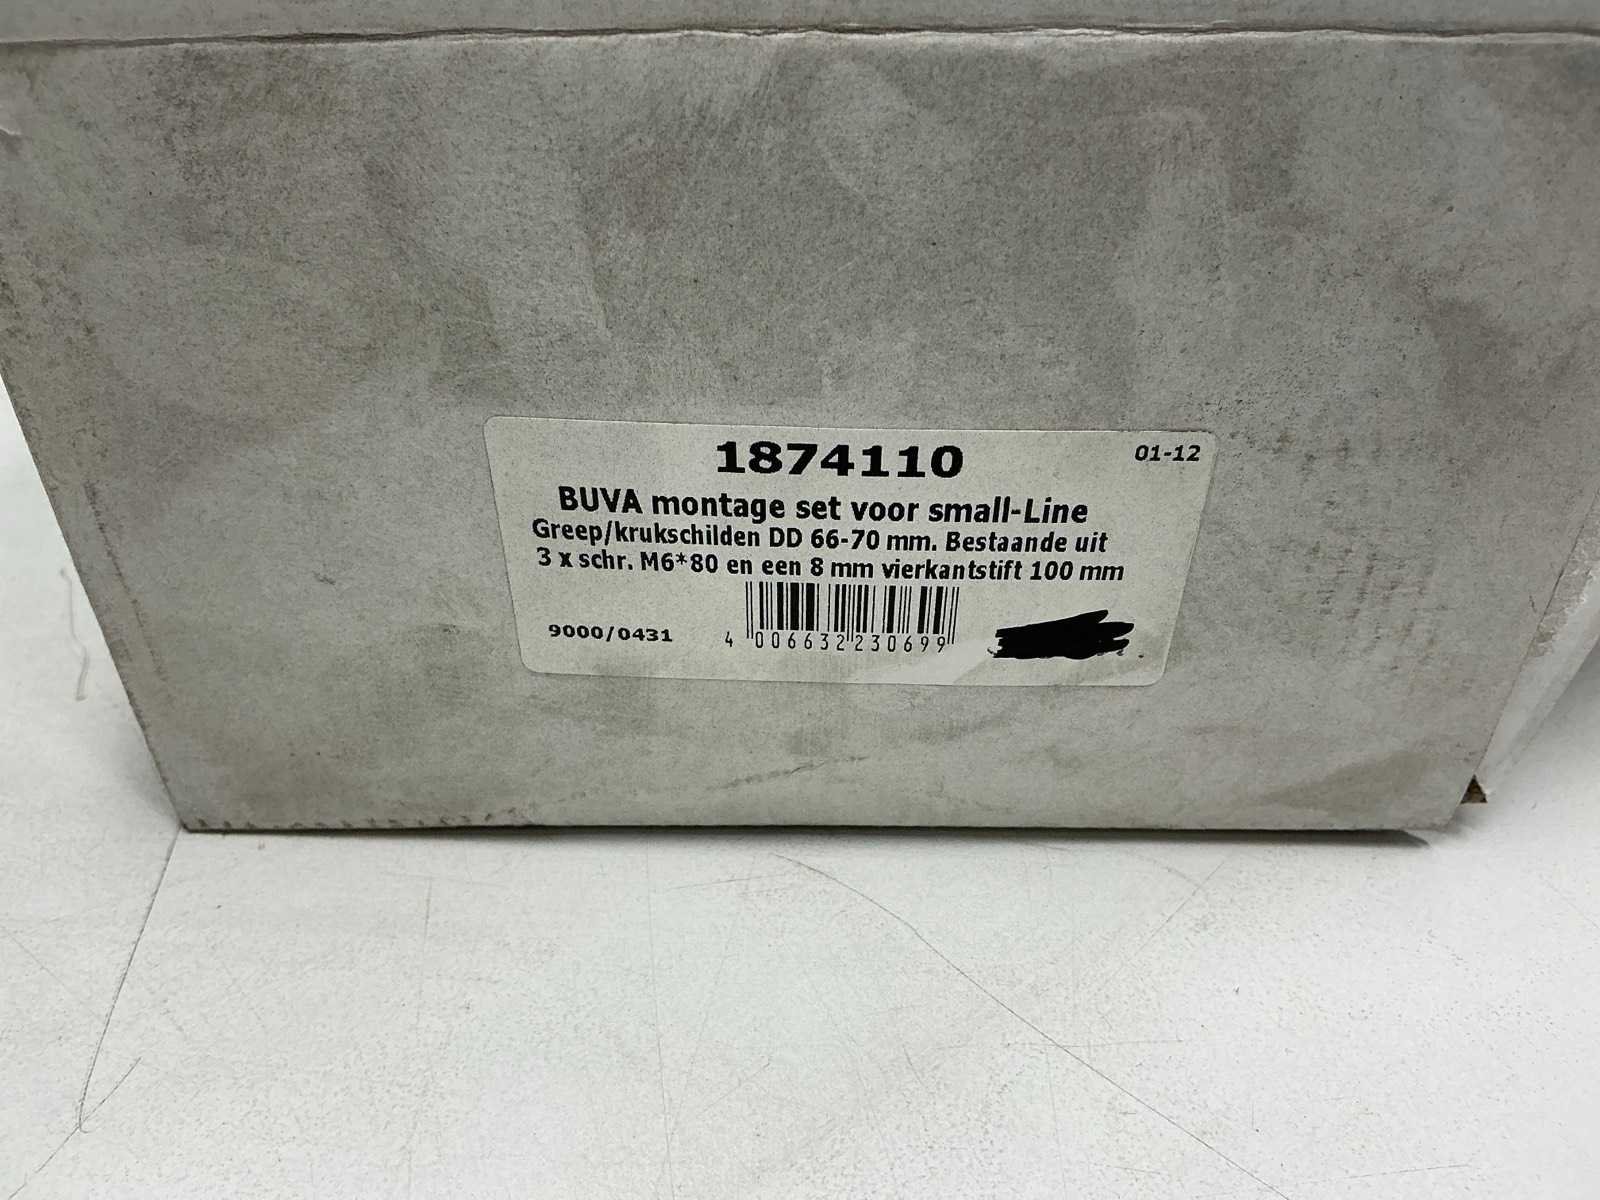 1874110
01-12
BUVA montage set voor small-Line
Greep/krukschilden DD 66-70 mm. Bestaande uit
3 x schr. M6*80 en een 8 mm vierkantstift 100 mm
9000/0431
4 006632 230699